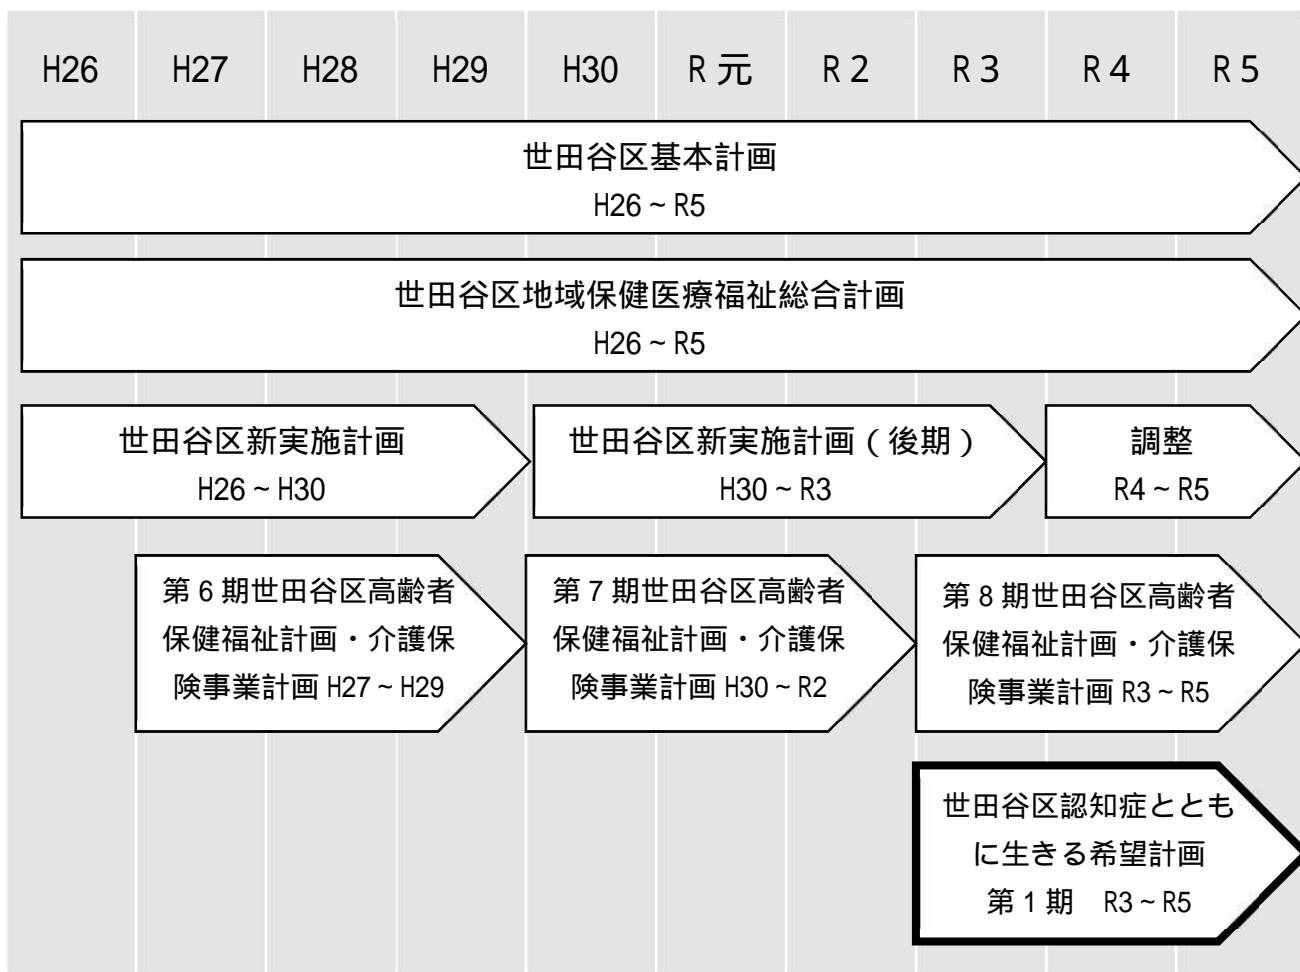 H26 H27 H28 H29 H30 R元 R2 R3 R4 R5
世田谷区基本計画
H26~R5
世田谷区地域保健医療福祉総合計画
H26~R5
世田谷区新実施計画
H26~H30
世田谷区新実施計画(後期)
H30~R3
調整
R4~R5
第6期世田谷区高齢者
保健福祉計画・介護保
険事業計画 H27~H29
第7期世田谷区高齢者
保健福祉計画・介護保
険事業計画 H30~R2
第8期世田谷区高齢者
保健福祉計画・介護保
険事業計画 R3~R5
世田谷区認知症ととも
に生きる希望計画
第1期 R3~R5